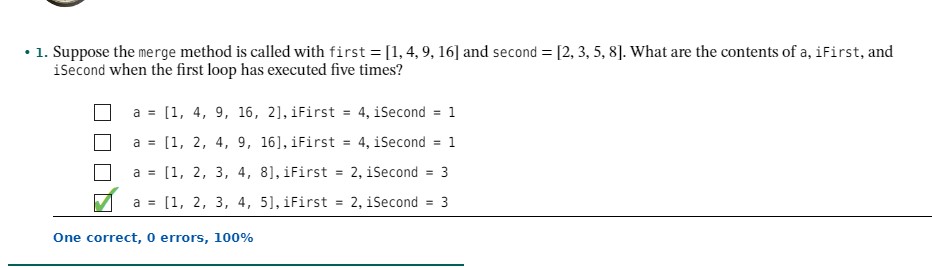 • 1. Suppose the merge method is called with first = [1, 4, 9, 16] and second = [2, 3, 5, 8]. What are the contents of a, iFirst, and
iSecond when the first loop has executed five times?
a = [1, 4, 9, 16, 2], iFirst = 4, iSecond = 1
a = [1, 2, 4, 9, 16], iFirst = 4, iSecond = 1
a = [1, 2, 3, 4, 8], iFirst = 2, iSecond = 3
a = [1, 2, 3, 4, 5], iFirst = 2, iSecond = 3
One correct, 0 errors, 100%